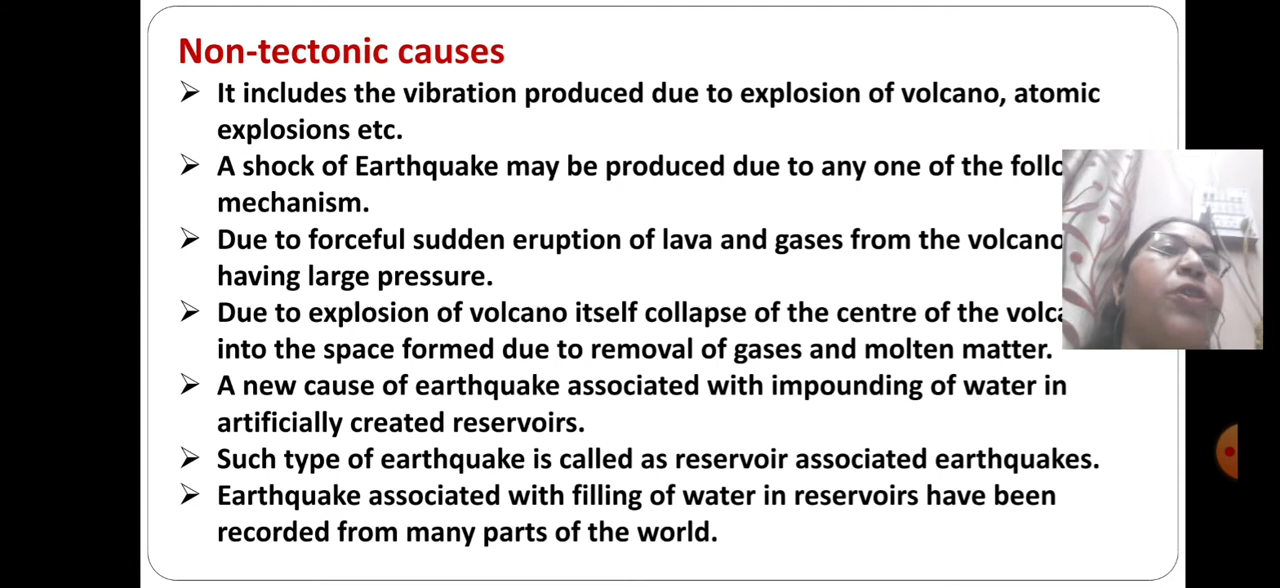 Non-tectonic causes
It includes the vibration produced due to explosion of volcano, atomic
explosions etc.
A shock of Earthquake may be produced due to any one of the
mechanism.
Due to forceful sudden eruption of lava and gases from the volcano
having large pressure.
Due to explosion of volcano itself collapse of the centre of the
into the space formed due to removal of gases and molten matter.
A new cause of earthquake associated with impounding of water in
artificially created reservoirs.
Such type of earthquake is called as reservoir associated earthquakes.
Earthquake associated with filling of water in reservoirs have been
recorded from many parts of the world.